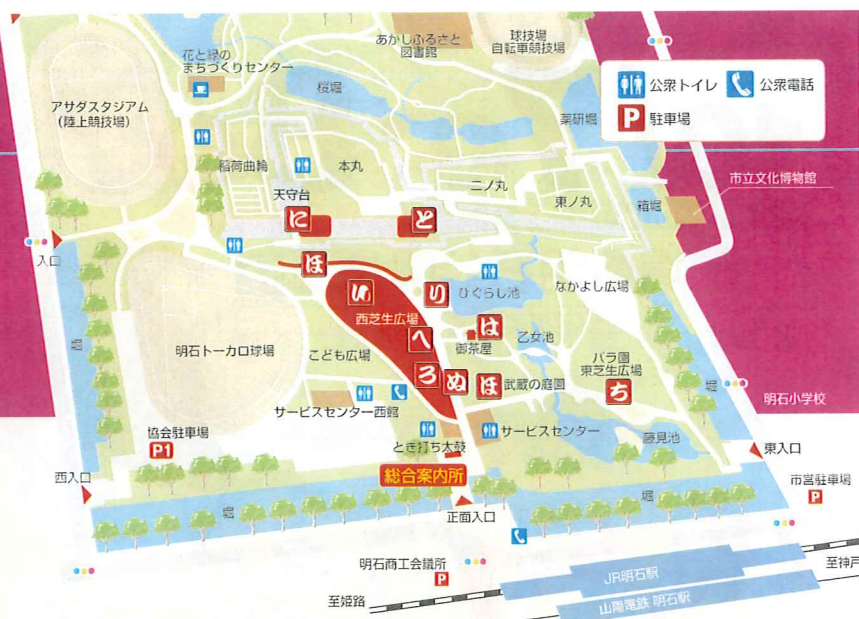 あかしふるさと
図書館
球技場
自転車競技場
花と緑の
まちづくりセンター
公衆トイレ
公衆電話
P
駐車場
アサダスタジアム
(陸上競技場)
桜堀
薬研堀
稲荷曲輪
本丸
二ノ丸
東ノ丸
市立文化博物館
箱堀
天守台
に
と
入口
ほ
い
り
ひぐらし池
なかよし広場
西芝生広場
へ
は
御茶屋
乙女池
明石トーカロ球場
こども広場
バラ園
東芝生広場
ろ
ぬ
ほ
武蔵の庭園
ち
堀
堀
サービスセンター西館
明石小学校
協会駐車場
P1
とき打ち太鼓
サービスセンター
藤見池
東入口
総合案内所
西入口
市営駐車場
P
堀
正面入口
堀
明石商工会議所
P
JR明石駅
至神戸
至姫路
山陽電鉄 明石駅